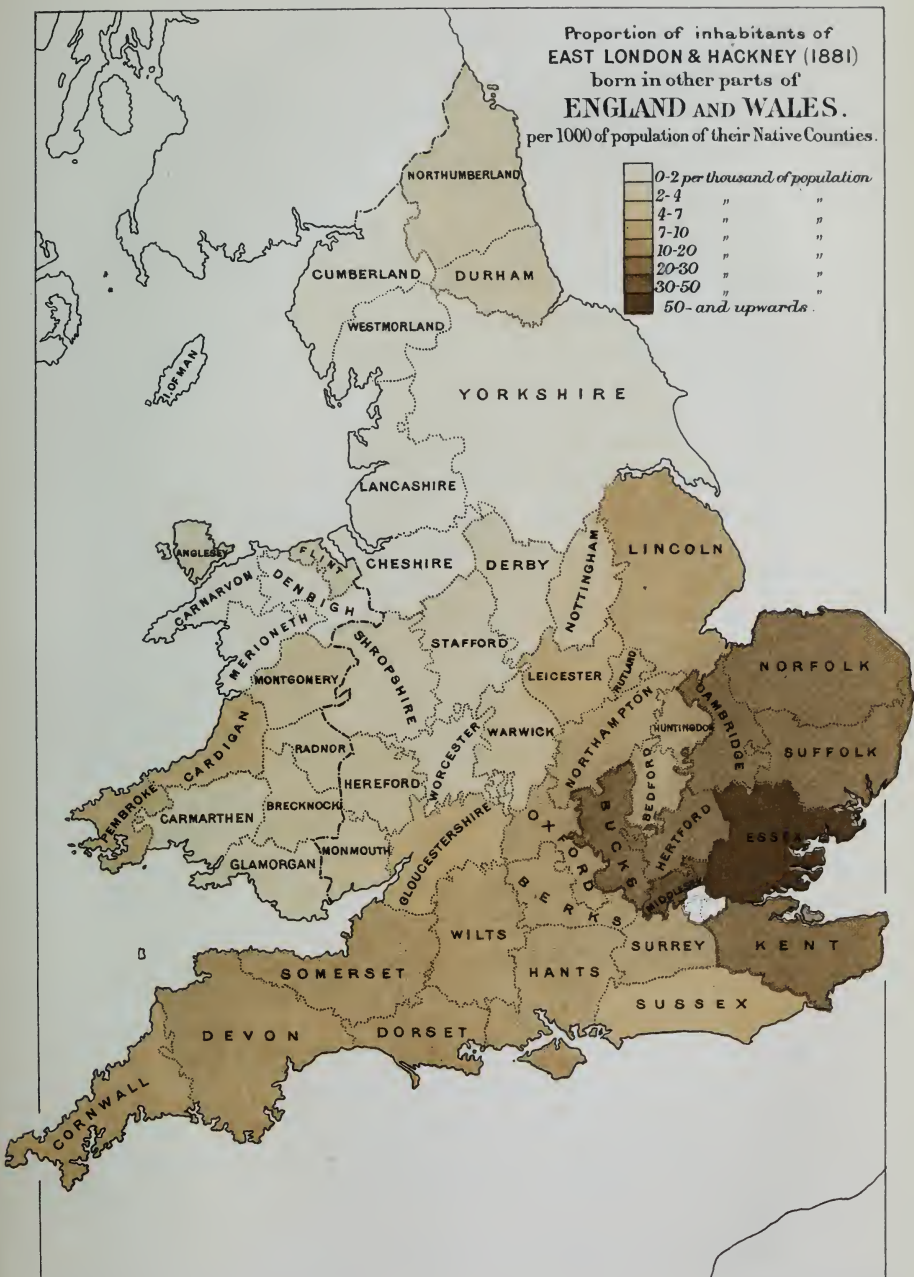 Proportion of inhabitants of
EAST LONDON & HACKNEY (1881)
born in other parts of
ENGLAND AND WALES.
per 1000 of population of their Native Counties.
0-2 per thousand of population
2-4 " "
4-7 " "
7-10 " "
10-20 " "
20-30 " "
30-50 " "
50- and upwards.
NORTHUMBERLAND
CUMBERLAND
DURHAM
WESTMORLAND
I. OF MAN
YORKSHIRE
LANCASHIRE
ANGLESEY
FLINT
CHESHIRE
DERBY
NOTTINGHAM
LINCOLN
CARNARVON
DENBIGH
MERIONETH
SHROPSHIRE
STAFFORD
LEICESTER
RUTLAND
NORFOLK
MONTGOMERY
CARDIGAN
RADNOR
WORCESTER
WARWICK
NORTHAMPTON
HUNTINGDON
CAMBRIDGE
SUFFOLK
PEMBROKE
CARMARTHEN
BRECKNOCK
HEREFORD
BEDFORD
BUCKS
HERTFORD
ESSEX
GLAMORGAN
MONMOUTH
GLOUCESTERSHIRE
OXFORD
MIDDLESEX
BERKS
WILTS
SURREY
KENT
SOMERSET
HANTS
SUSSEX
DEVON
DORSET
CORNWALL